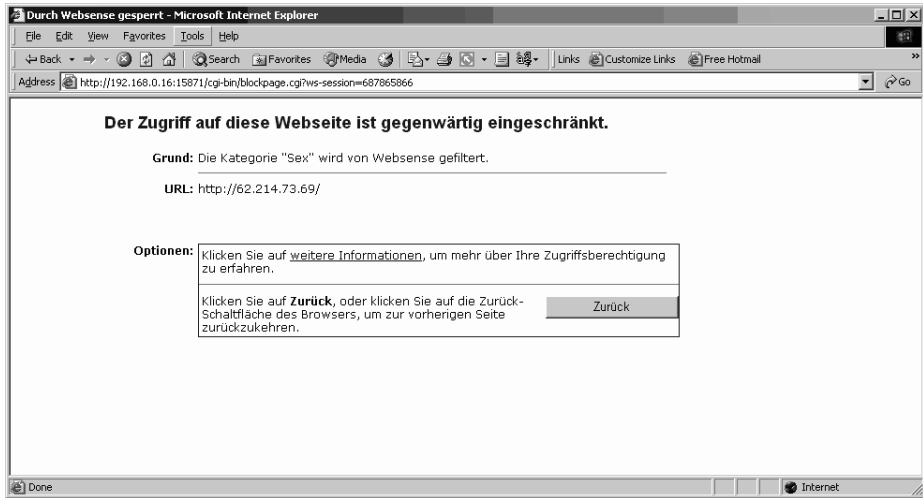 Durch Websense gesperrt - Microsoft Internet Explorer
File Edit View Favorites Tools Help
Back Search Favorites Media Links Customize Links Free Hotmail »
Address http://192.168.0.16:15871/cgi-bin/blockpage.cgi?ws-session=687865866 Go
Der Zugriff auf diese Webseite ist gegenwärtig eingeschränkt.
Grund: Die Kategorie "Sex" wird von Websense gefiltert.
URL: http://62.214.73.69/
Optionen: Klicken Sie auf weitere Informationen, um mehr über Ihre Zugriffsberechtigung
zu erfahren.
Klicken Sie auf Zurück, oder klicken Sie auf die Zurück-
Schaltfläche des Browsers, um zur vorherigen Seite
zurückzukehren.
Zurück
Done Internet